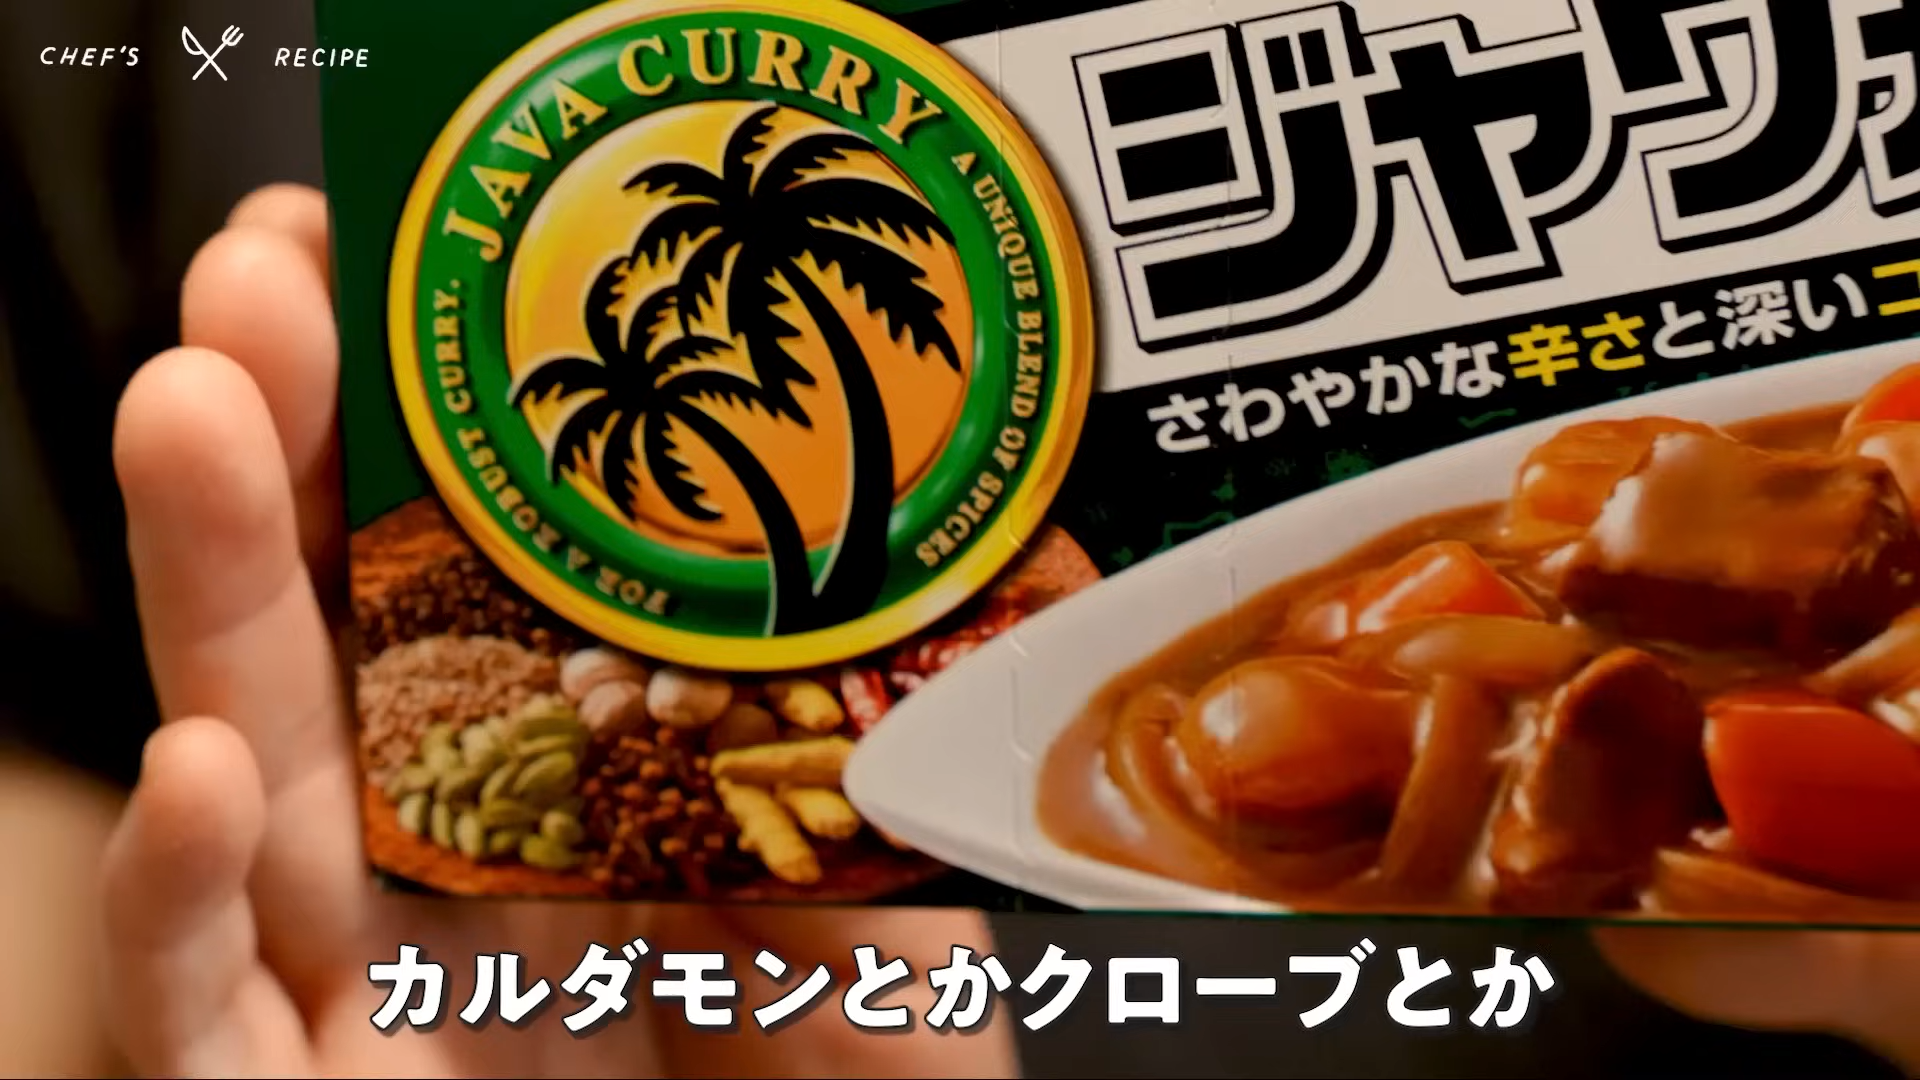 CHEF'S RECIPE
JAVA CURRY
A UNIQUE BLEND OF SPICES
FOR A ROBUST CURRY.
ジャワ
さわやかな辛さと深いコ
カルダモンとかクローブとか